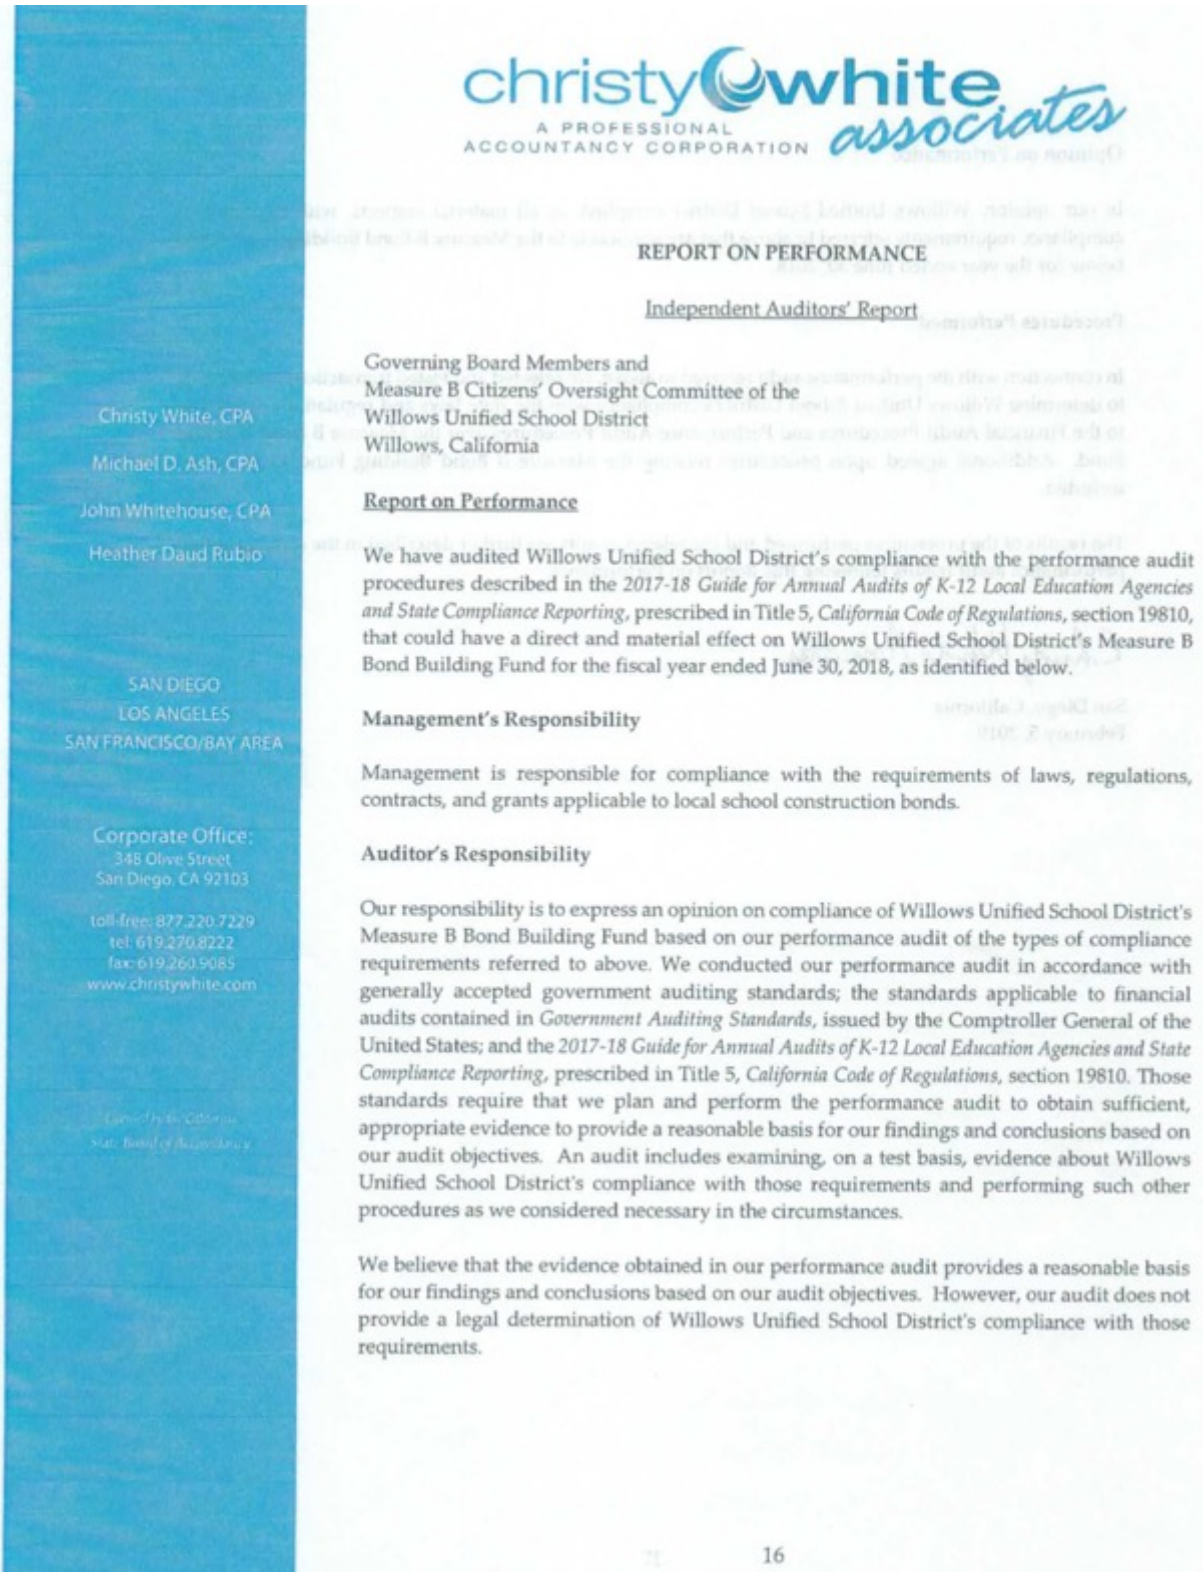 christy white
associates
A PROFESSIONAL
ACCOUNTANCY CORPORATION
REPORT ON PERFORMANCE
Independent Auditors' Report
Governing Board Members and
Measure B Citizens' Oversight Committee of the
Willows Unified School District
Willows, California
Report on Performance
We have audited Willows Unified School District's compliance with the performance audit
procedures described in the 2017-18 Guide for Annual Audits of K-12 Local Education Agencies
and State Compliance Reporting, prescribed in Title 5, California Code of Regulations, section 19810,
that could have a direct and material effect on Willows Unified School District's Measure B
Bond Building Fund for the fiscal year ended June 30, 2018, as identified below.
Management's Responsibility
Management is responsible for compliance with the requirements of laws, regulations,
contracts, and grants applicable to local school construction bonds.
Auditor's Responsibility
Our responsibility is to express an opinion on compliance of Willows Unified School District's
Measure B Bond Building Fund based on our performance audit of the types of compliance
requirements referred to above. We conducted our performance audit in accordance with
generally accepted government auditing standards; the standards applicable to financial
audits contained in Government Auditing Standards, issued by the Comptroller General of the
United States; and the 2017-18 Guide for Annual Audits of K-12 Local Education Agencies and State
Compliance Reporting, prescribed in Title 5, California Code of Regulations, section 19810. Those
standards require that we plan and perform the performance audit to obtain sufficient,
appropriate evidence to provide a reasonable basis for our findings and conclusions based on
our audit objectives. An audit includes examining, on a test basis, evidence about Willows
Unified School District's compliance with those requirements and performing such other
procedures as we considered necessary in the circumstances.
We believe that the evidence obtained in our performance audit provides a reasonable basis
for our findings and conclusions based on our audit objectives. However, our audit does not
provide a legal determination of Willows Unified School District's compliance with those
requirements.
Christy White, CPA
Michael D. Ash, CPA
John Whitehouse, CPA
Heather Daud Rubio
SAN DIEGO
LOS ANGELES
SAN FRANCISCO/BAY AREA
Corporate Office:
348 Olive Street
San Diego, CA 92103
toll-free: 877.220.7229
tel: 619.270.8222
fax: 619.260.9085
www.christywhite.com
State Board of Accountancy
16